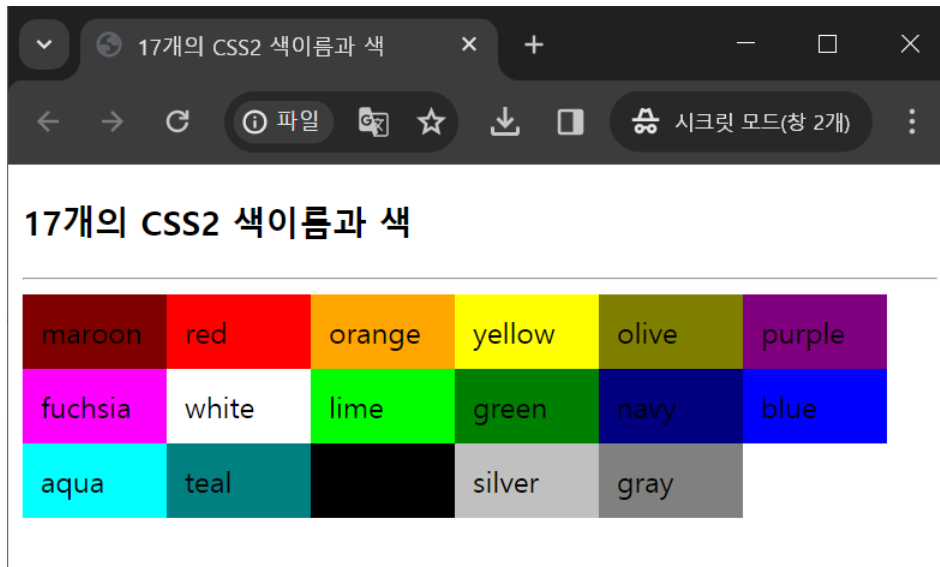 17개의 CSS2 색이름과 색
파일
시크릿 모드(창 2개)
17개의 CSS2 색이름과 색
maroon red orange yellow olive purple
fuchsia white lime green navy blue
aqua teal silver gray